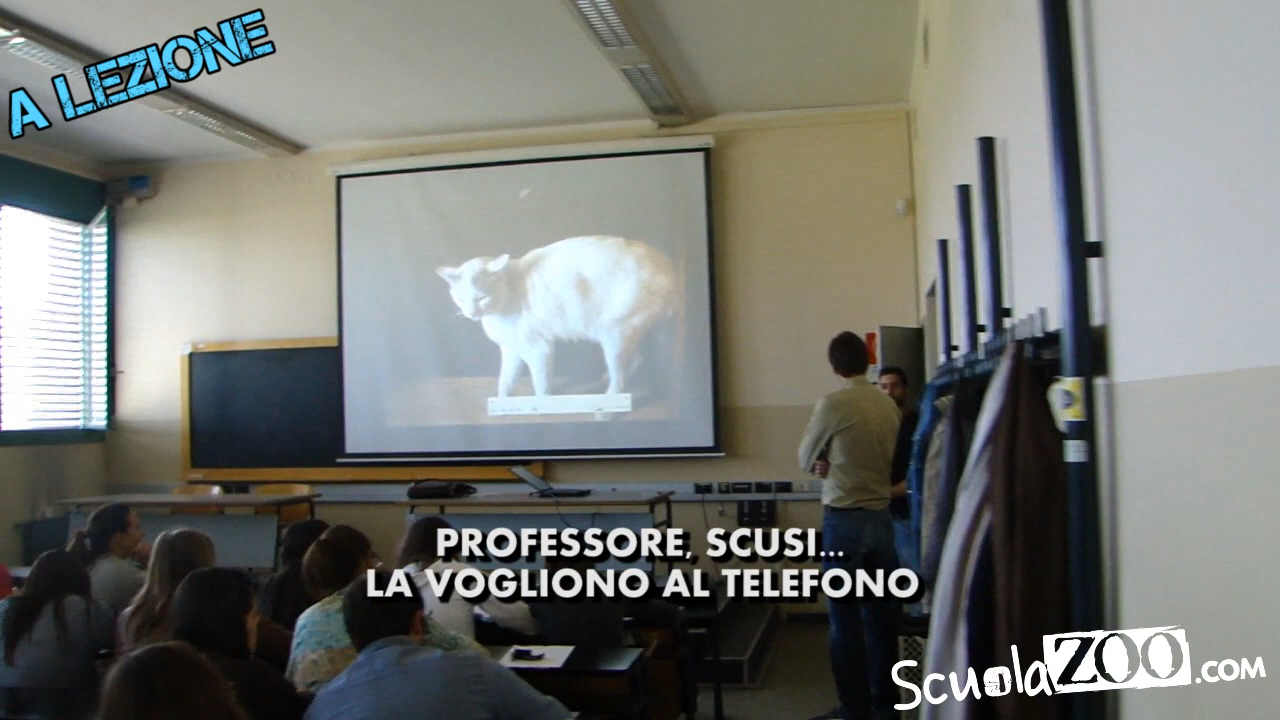 A LEZIONE
PROFESSORE, SCUSI...
LA VOGLIONO AL TELEFONO
ScuolaZOO.com